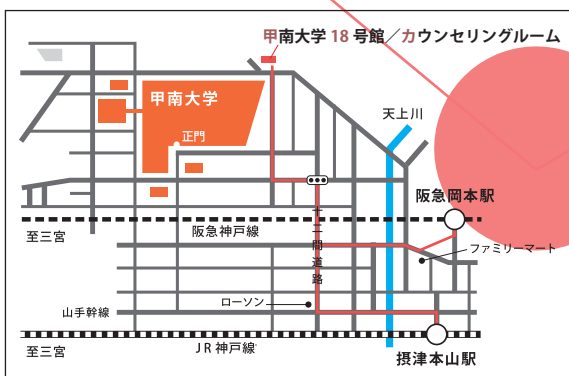 甲南大学 18 号館／カウンセリングルーム
甲南大学
天上川
正門
阪急岡本駅
十二間道路
阪急神戸線
至三宮
ファミリーマート
ローソン
山手幹線
JR 神戸線
至三宮
摂津本山駅